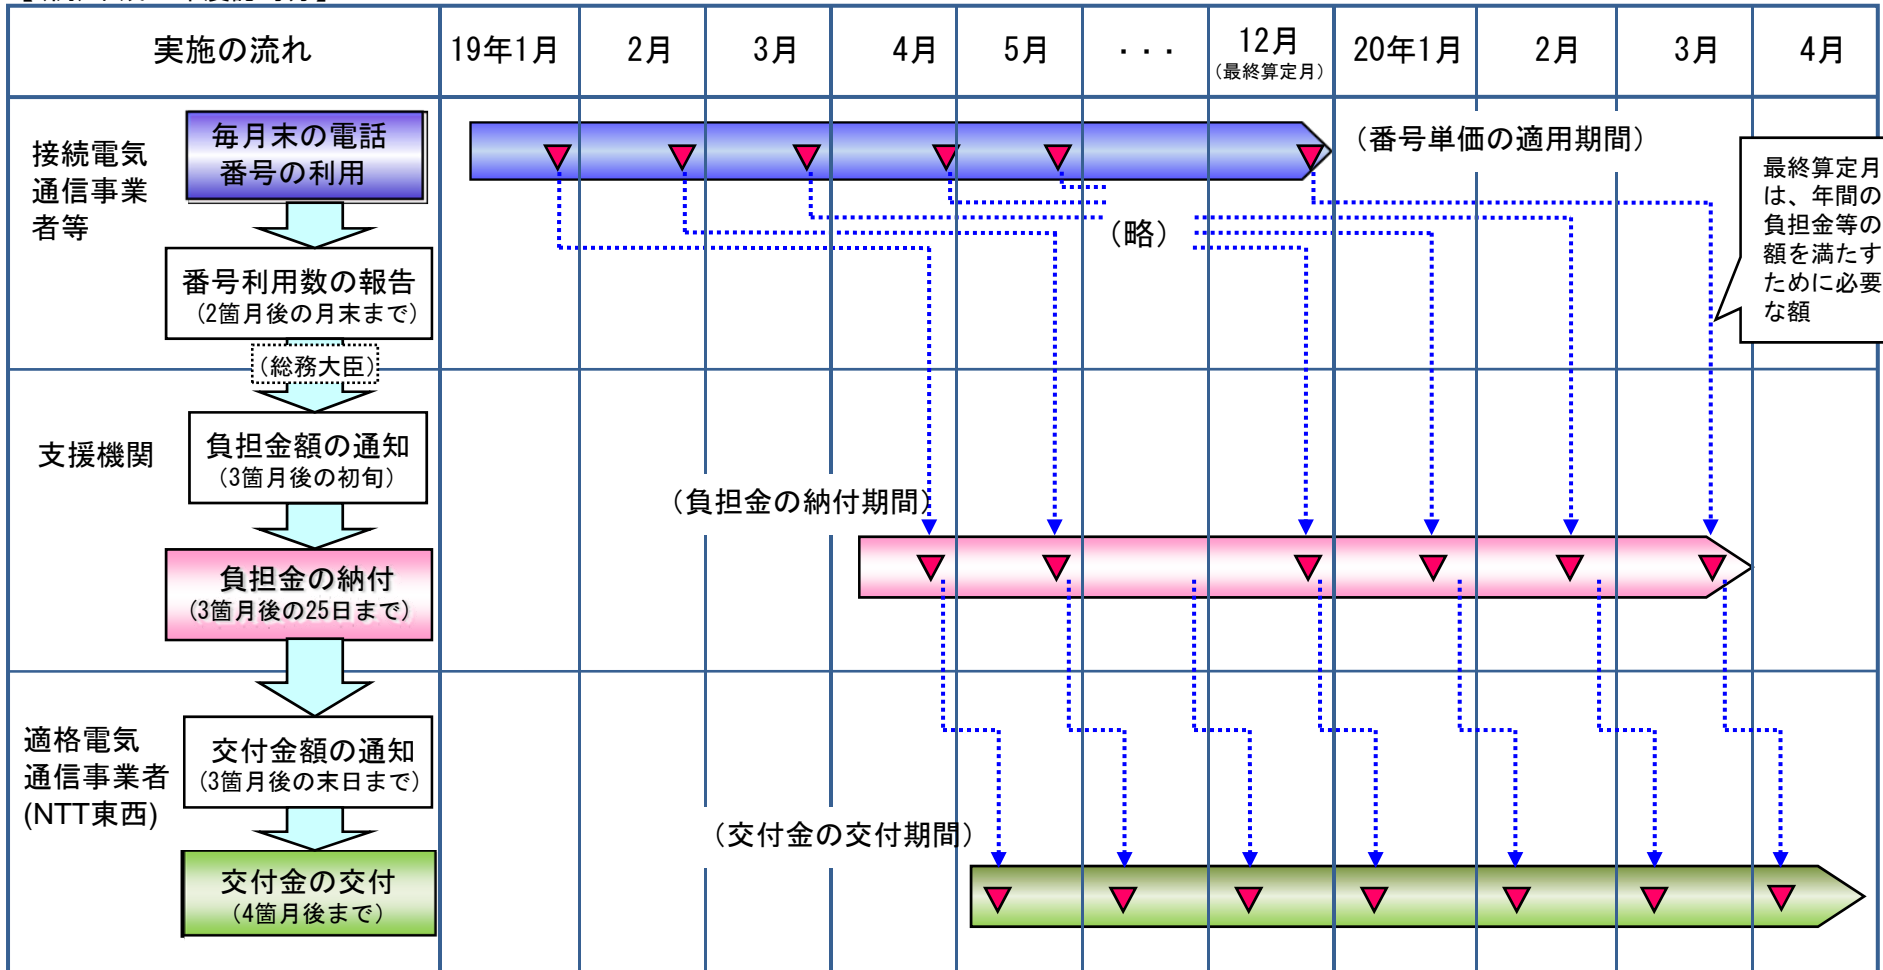 実施の流れ
19年1月
2月
3月
4月
5月
・・・
12月
(最終算定月)
20年1月
2月
3月
4月
接続電気
通信事業
者等
毎月末の電話
番号の利用
番号利用数の報告
(2箇月後の月末まで)
(総務大臣)
(番号単価の適用期間)
(略)
最終算定月
は、年間の
負担金等の
額を満たす
ために必要
な額
支援機関
負担金額の通知
(3箇月後の初旬)
負担金の納付
(3箇月後の25日まで)
(負担金の納付期間)
適格電気
通信事業者
(NTT東西)
交付金額の通知
(3箇月後の末日まで)
交付金の交付
(4箇月後まで)
(交付金の交付期間)